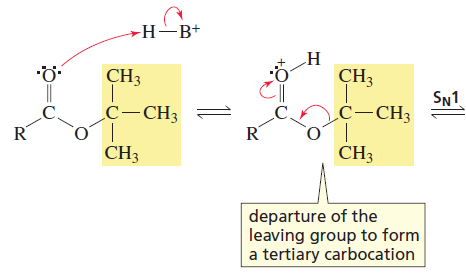 H—B+
:O:
CH3
C
C—CH3
R
O
CH3
+
H
:O
CH3
C
C—CH3
SN1
R
O
CH3
departure of the
leaving group to form
a tertiary carbocation